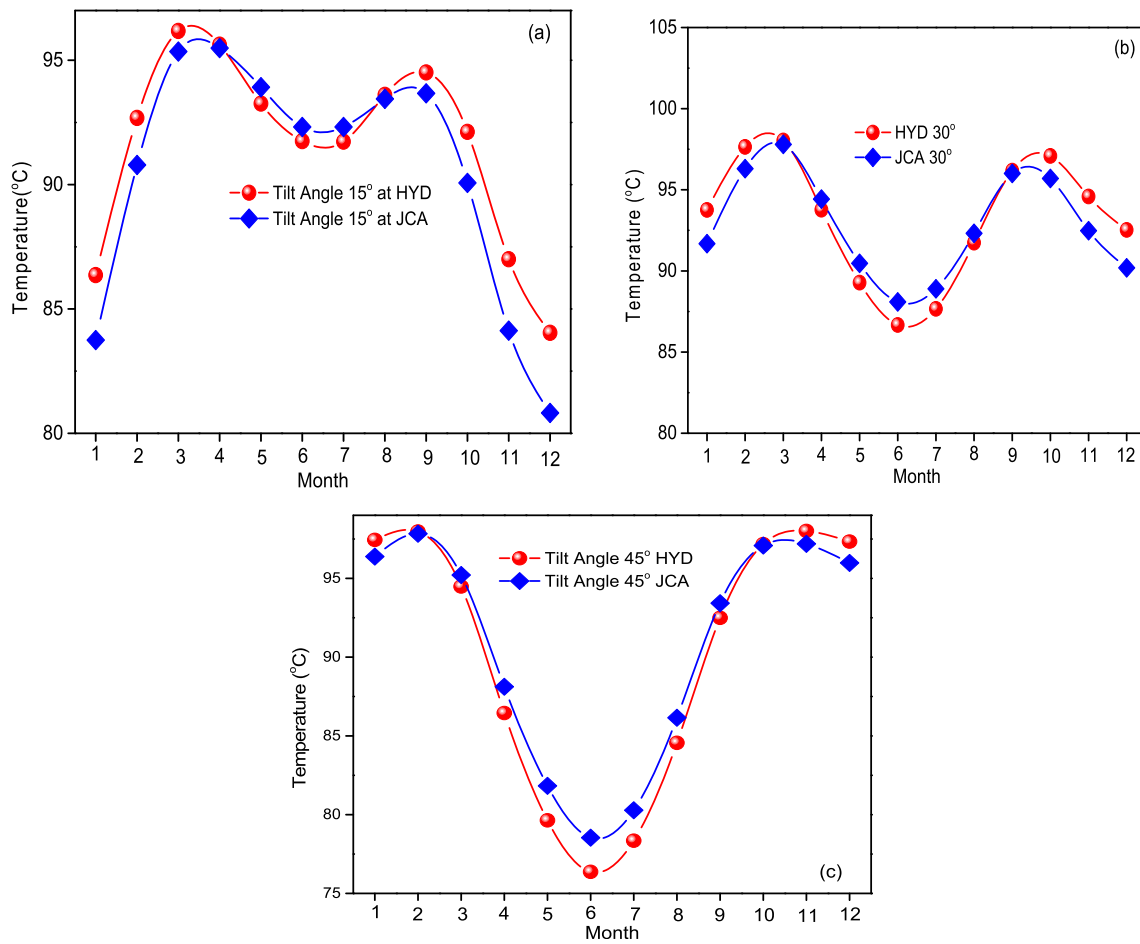 (a)
95
90
85
80
Temperature(°C)
Tilt Angle 15° at HYD
Tilt Angle 15° at JCA
1 2 3 4 5 6 7 8 9 10 11 12
Month
105
100
95
90
85
80
(b)
Temperature (°C)
HYD 30°
JCA 30°
1 2 3 4 5 6 7 8 9 10 11 12
Month
95
90
85
80
75
Temperature (°C)
Tilt Angle 45° HYD
Tilt Angle 45° JCA
(c)
1 2 3 4 5 6 7 8 9 10 11 12
Month